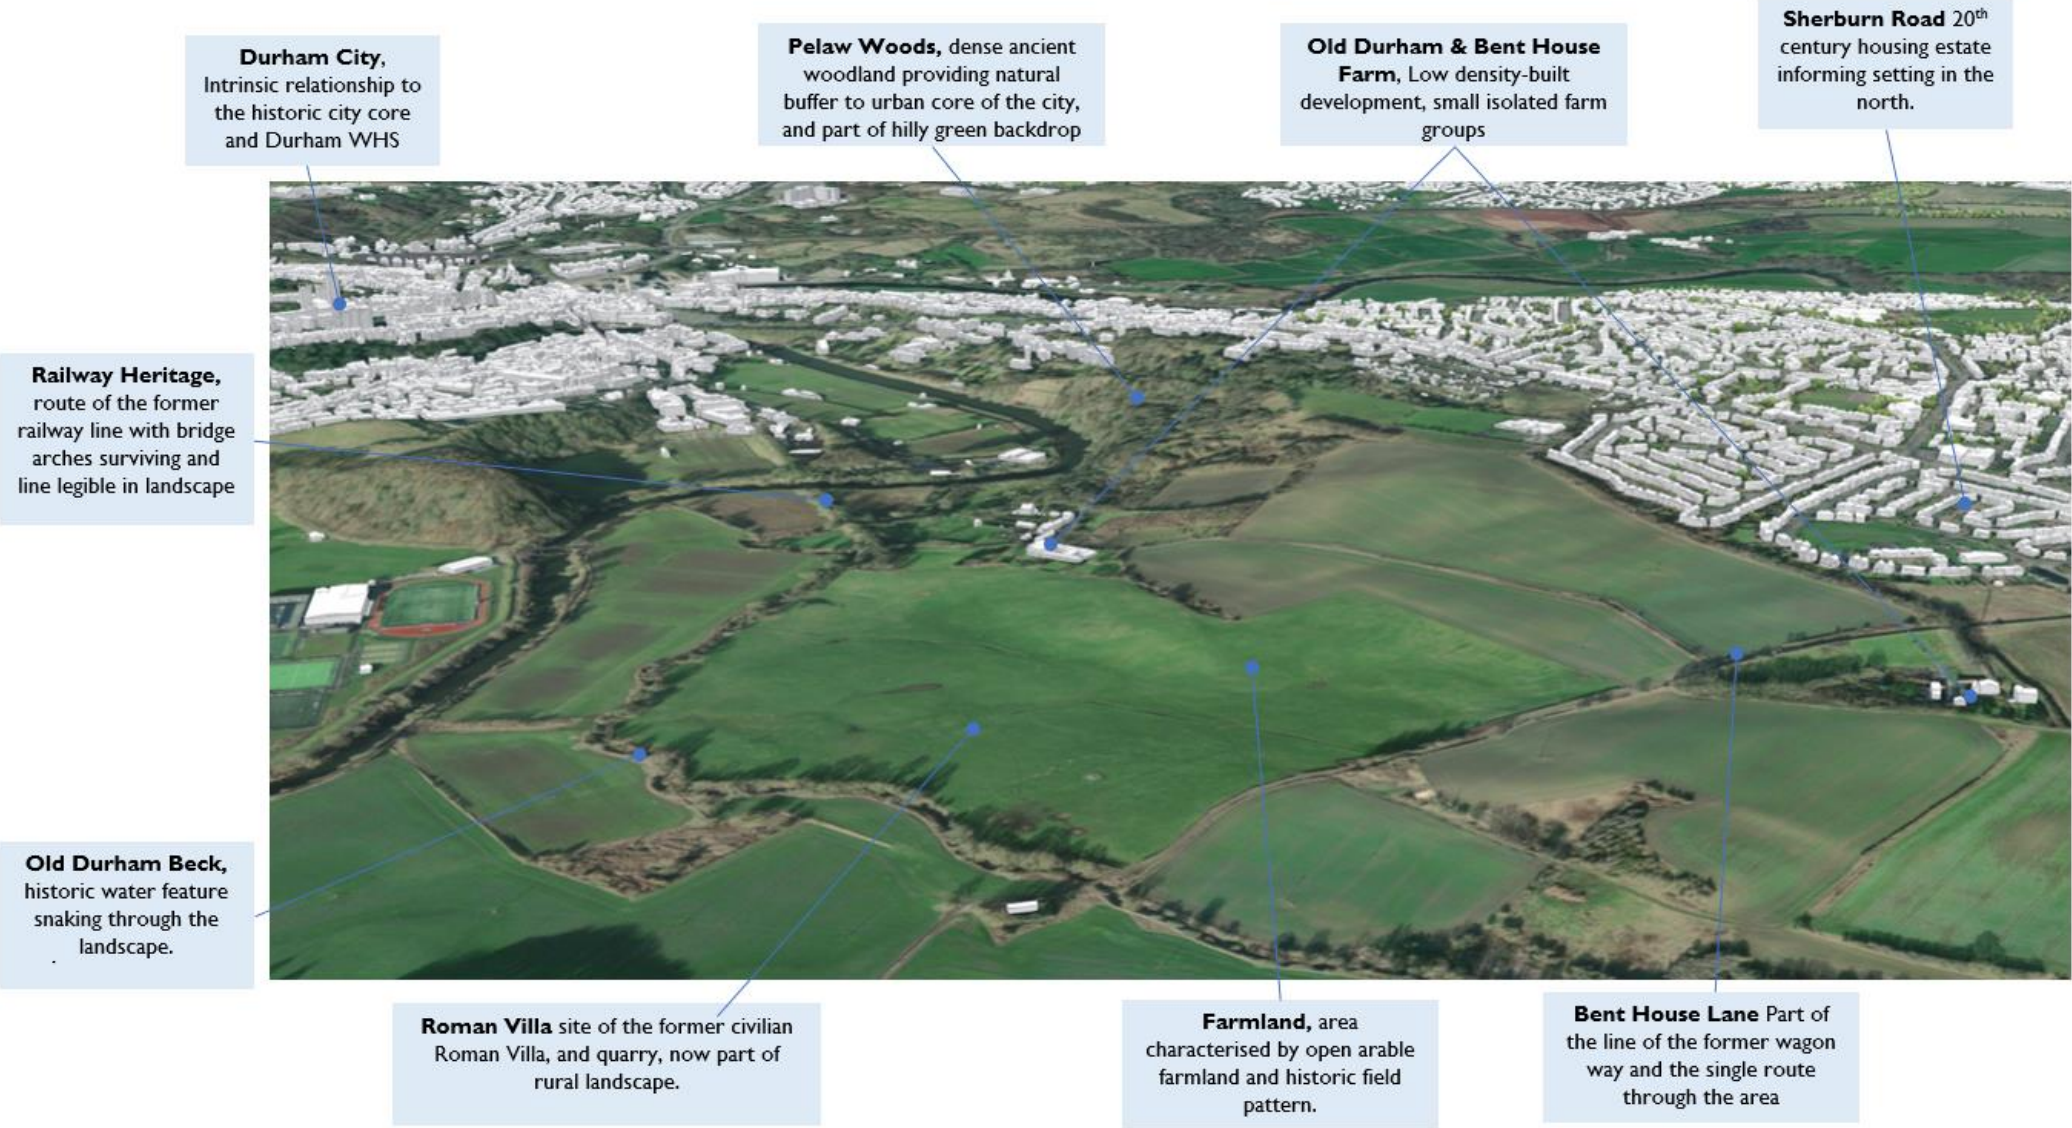 Durham City,
Intrinsic relationship to
the historic city core
and Durham WHS
Pelaw Woods, dense ancient
woodland providing natural
buffer to urban core of the city,
and part of hilly green backdrop
Old Durham & Bent House
Farm, Low density-built
development, small isolated farm
groups
Sherburn Road 20th
century housing estate
informing setting in the
north.
Railway Heritage,
route of the former
railway line with bridge
arches surviving and
line legible in landscape
Old Durham Beck,
historic water feature
snaking through the
landscape.
.
Roman Villa site of the former civilian
Roman Villa, and quarry, now part of
rural landscape.
Farmland, area
characterised by open arable
farmland and historic field
pattern.
Bent House Lane Part of
the line of the former wagon
way and the single route
through the area